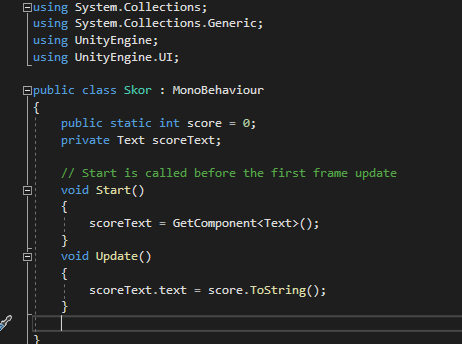 using System.Collections;
using System.Collections.Generic;
using UnityEngine;
using UnityEngine.UI;
public class Skor : MonoBehaviour
{
public static int score = 0;
private Text scoreText;
// Start is called before the first frame update
void Start()
{
scoreText = GetComponent<Text>();
}
void Update()
{
scoreText.text = score.ToString();
}
}